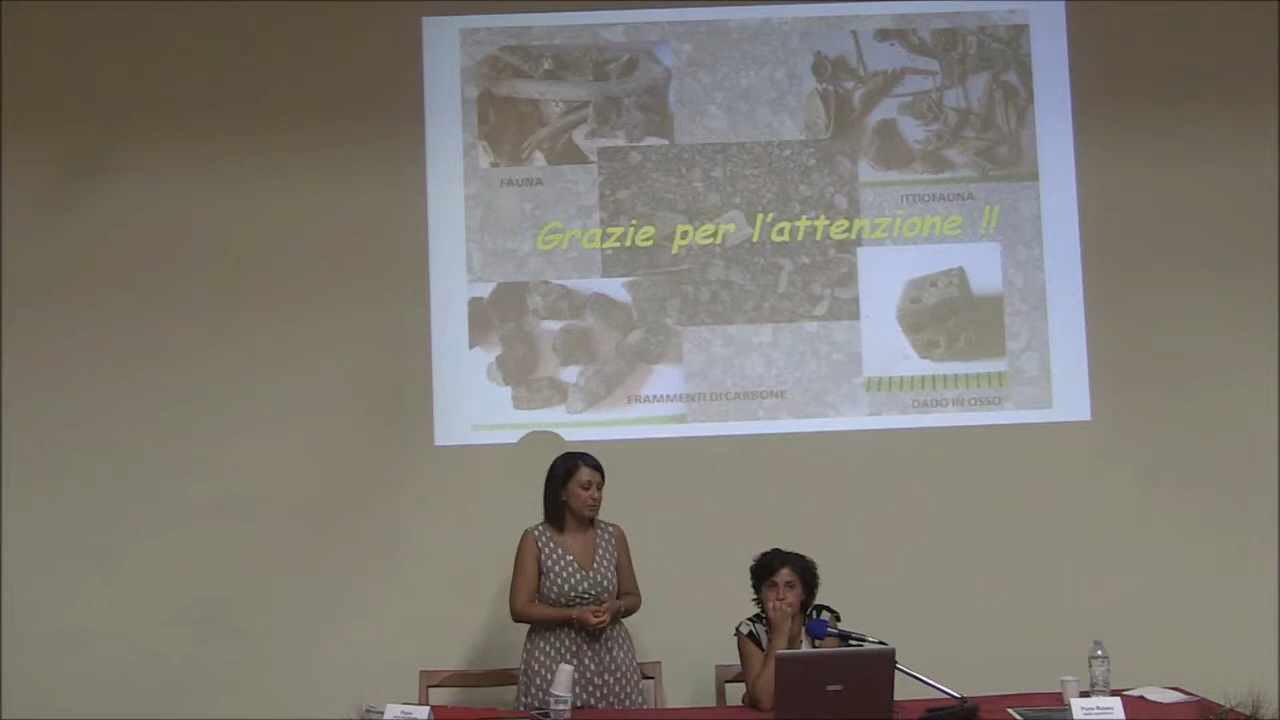 FAUNA
ITTIOFAUNA
Grazie per l'attenzione !!
FRAMMENTI DI CARBONE
DADO IN OSSO